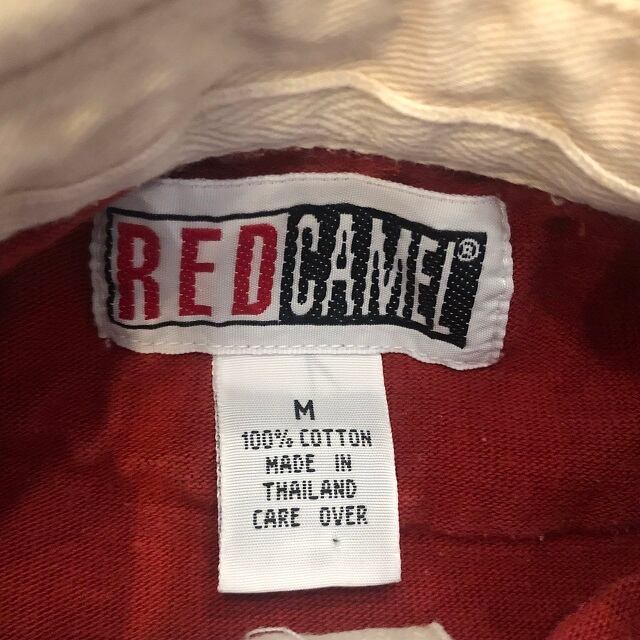 RED CAMEL®
M
100% COTTON
MADE IN
THAILAND
CARE OVER